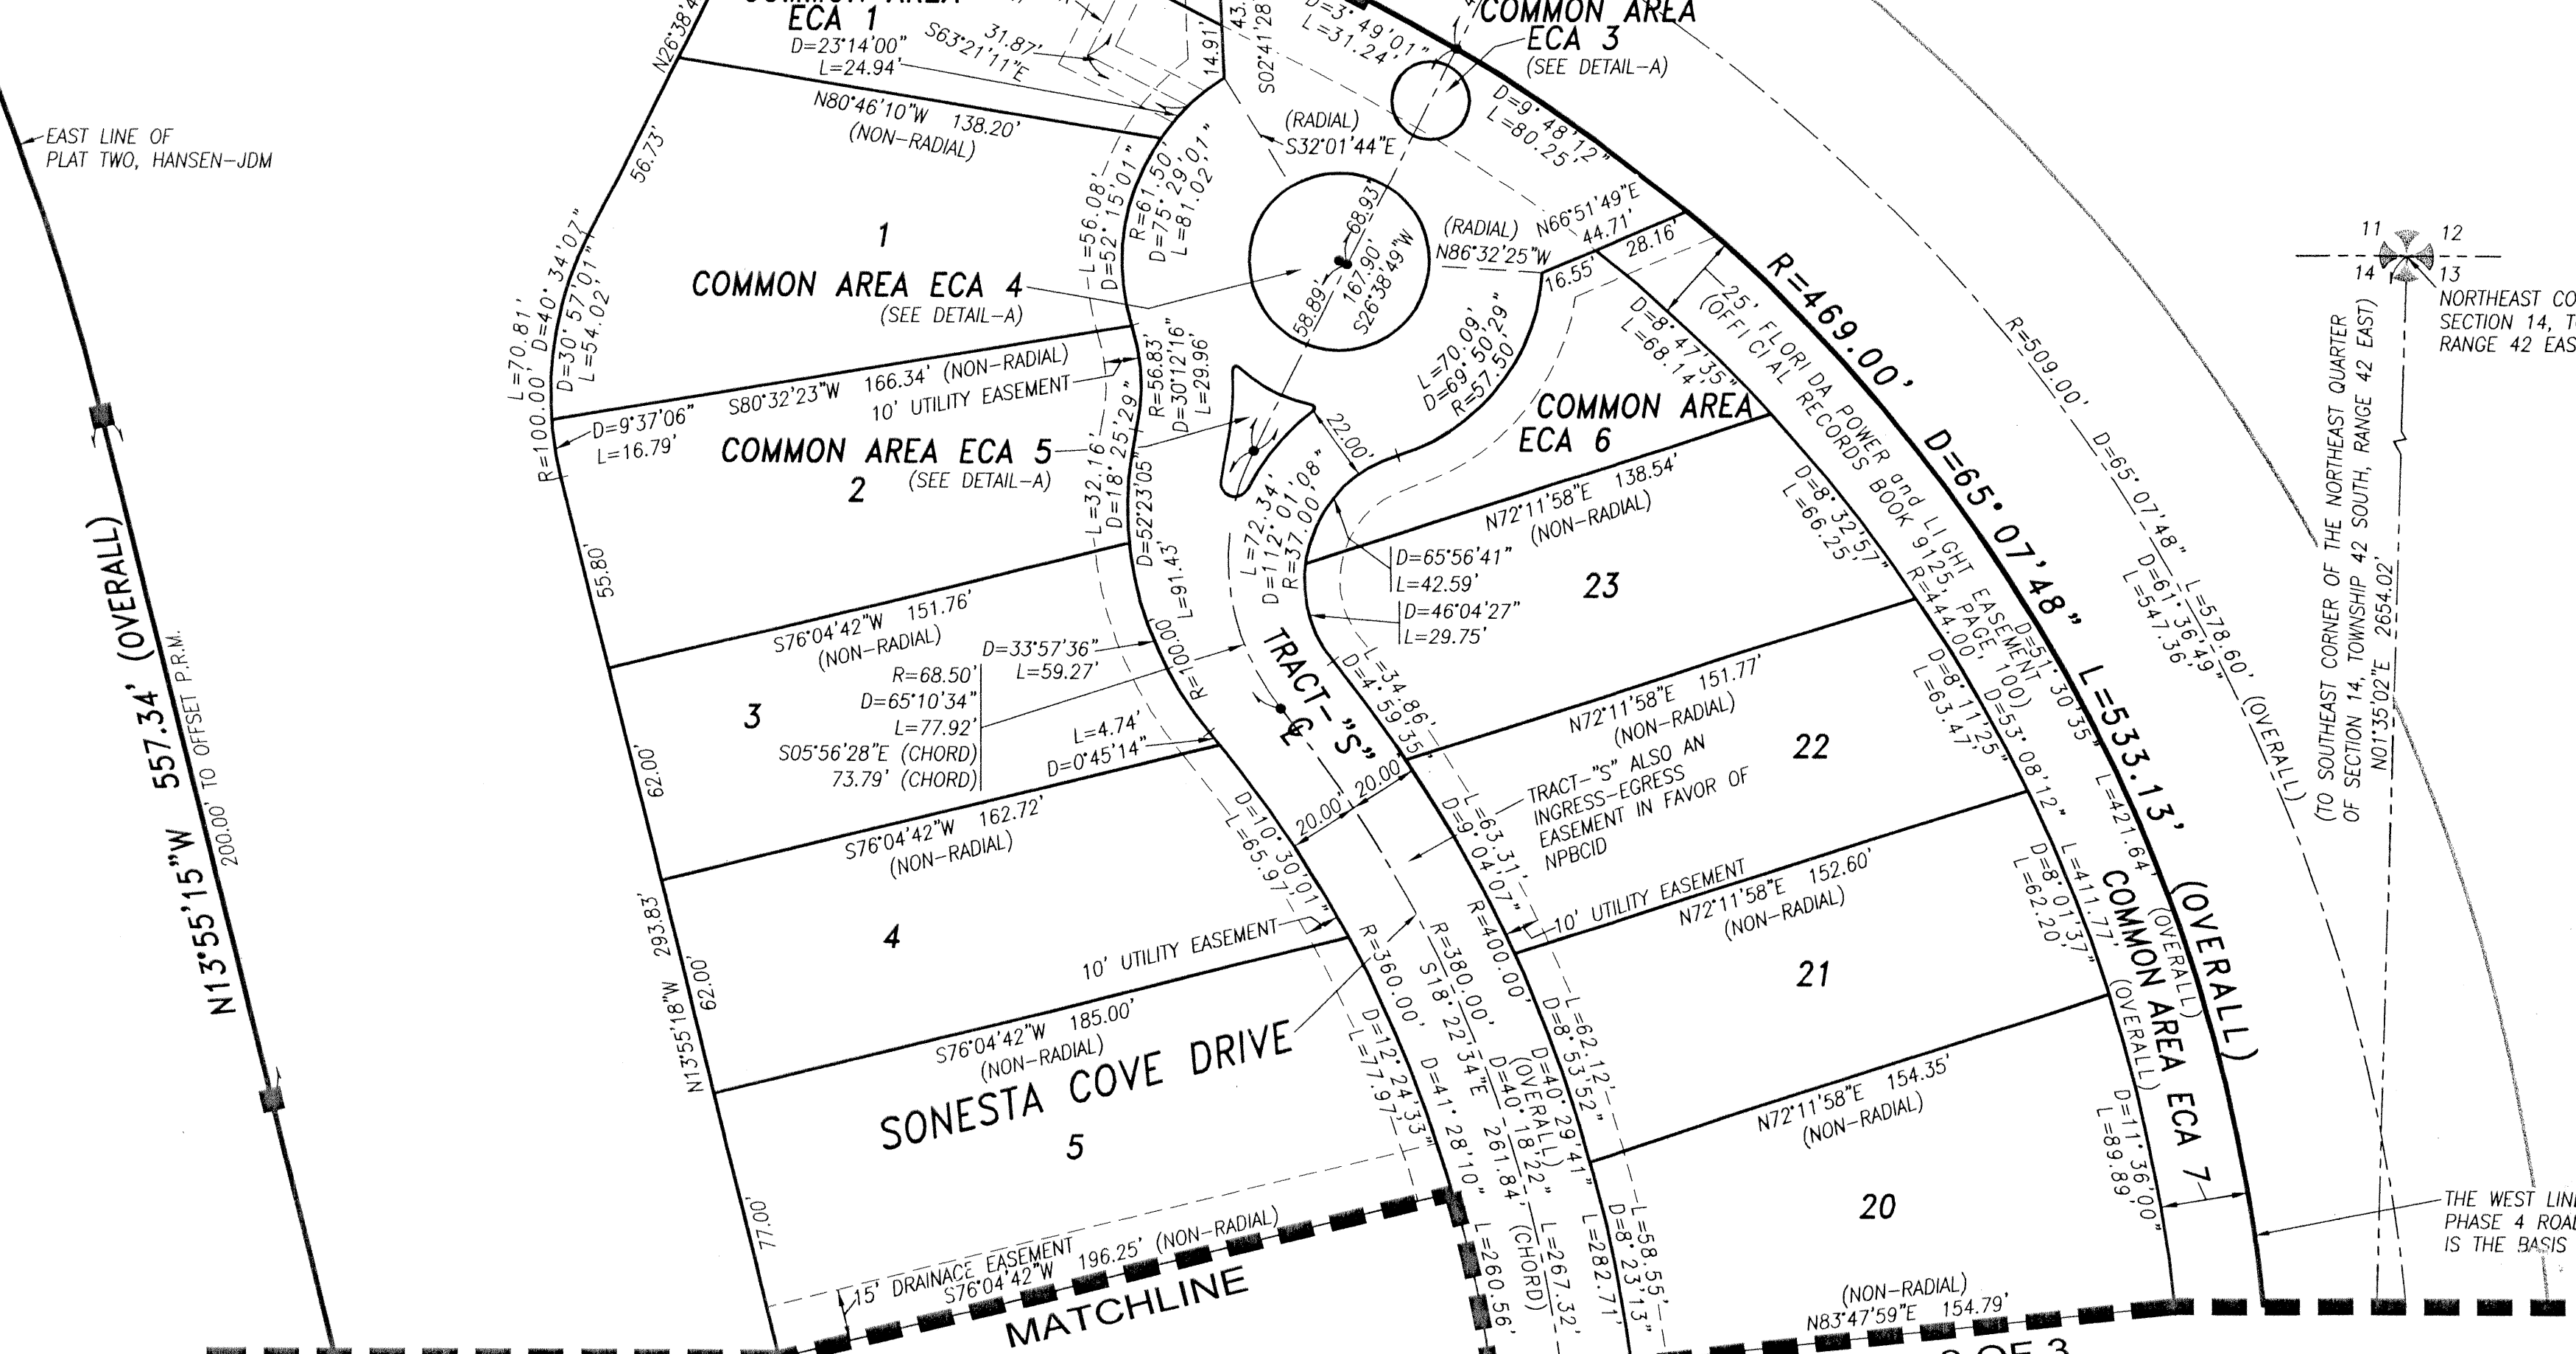 COMMON AREA
ECA 1
D=23°14'00"
L=24.94'
31.87'
S63°21'11"E
14.91'
S02°41'28"
43.
N26°38'4
56.73'
EAST LINE OF
PLAT TWO, HANSEN-JDM
N80°46'10"W 138.20'
(NON-RADIAL)
D=3°49'01"
L=31.24'
COMMON AREA
ECA 3
(SEE DETAIL-A)
D=9°48'12"
L=80.25'
(RADIAL)
S32°01'44"E
L=56.08'
D=52°15'01"
R=61.50'
D=75°29'01"
L=81.02'
1
COMMON AREA ECA 4
(SEE DETAIL-A)
68.93'
58.89'
167.90'
S26°38'49"W
(RADIAL)
N86°32'25"W
N66°51'49"E
44.71'
28.16'
16.55'
11 12
14 13
NORTHEAST CO
SECTION 14, T
RANGE 42 EAS
L=70.81'
D=40°34'07"
D=30°57'01"
L=54.02'
R=100.00'
S80°32'23"W 166.34' (NON-RADIAL)
10' UTILITY EASEMENT
D=9°37'06"
L=16.79'
R=56.83'
D=30°12'16"
L=29.96'
COMMON AREA ECA 5
(SEE DETAIL-A)
2
L=32.16'
D=18°25'29"
D=52°23'05"
L=91.43'
R=100.00'
L=70.09'
D=69°50'29"
R=57.50'
22.00'
COMMON AREA
ECA 6
D=8°47'35"
L=68.14'
25' FLORIDA POWER and LIGHT EASEMENT
(OFFICIAL RECORDS BOOK 9125, PAGE, 100)
R=469.00' D=65°07'48" L=533.13' (OVERALL)
R=509.00' D=65°07'48" L=578.60' (OVERALL)
D=61°36'49"
L=547.36'
(TO SOUTHEAST CORNER OF THE NORTHEAST QUARTER
OF SECTION 14, TOWNSHIP 42 SOUTH, RANGE 42 EAST)
N01°35'02"E 2654.02'
N72°11'58"E 138.54'
(NON-RADIAL)
L=72.34'
D=112°01'08"
R=37.00'
D=65°56'41"
L=42.59'
D=46°04'27"
L=29.75'
23
D=8°32'57"
L=66.25'
55.80'
S76°04'42"W 151.76'
(NON-RADIAL)
D=33°57'36"
L=59.27'
R=68.50'
D=65°10'34"
L=77.92'
S05°56'28"E (CHORD)
73.79' (CHORD)
3
L=4.74'
D=0°45'14"
TRACT-"S"
L=34.86'
D=4°59'35"
N72°11'58"E 151.77'
(NON-RADIAL)
22
R=444.00' D=53°08'12" L=411.77' (OVERALL)
D=51°30'35" L=421.64' (OVERALL)
D=8°11'25"
L=63.47'
N13°55'15"W 557.34' (OVERALL)
200.00' TO OFFSET P.R.M.
62.00'
S76°04'42"W 162.72'
(NON-RADIAL)
D=10°30'01"
L=65.97'
20.00' 20.00'
TRACT-"S" ALSO AN
INGRESS-EGRESS
EASEMENT IN FAVOR OF
NPBCID
L=63.31'
D=9°04'07"
10' UTILITY EASEMENT
N72°11'58"E 152.60'
(NON-RADIAL)
D=8°01'37"
L=62.20'
COMMON AREA ECA 7
4
10' UTILITY EASEMENT
N13°55'18"W 293.83'
62.00'
S76°04'42"W 185.00'
(NON-RADIAL)
SONESTA COVE DRIVE
R=360.00' D=41°28'10" L=260.56'
D=12°24'33"
L=77.97'
R=380.00' D=40°18'22" L=267.32'
S18°22'34"E 261.84' (CHORD)
R=400.00' D=40°29'41" L=282.71'
(OVERALL)
L=62.12'
D=8°53'52"
21
N72°11'58"E 154.35'
(NON-RADIAL)
D=11°36'00"
L=89.89'
5
77.00'
15' DRAINAGE EASEMENT
S76°04'42"W 196.25' (NON-RADIAL)
MATCHLINE
L=58.55'
D=8°23'13"
20
(NON-RADIAL)
N83°47'59"E 154.79'
THE WEST LIN
PHASE 4 ROA
IS THE BASIS
OF 3